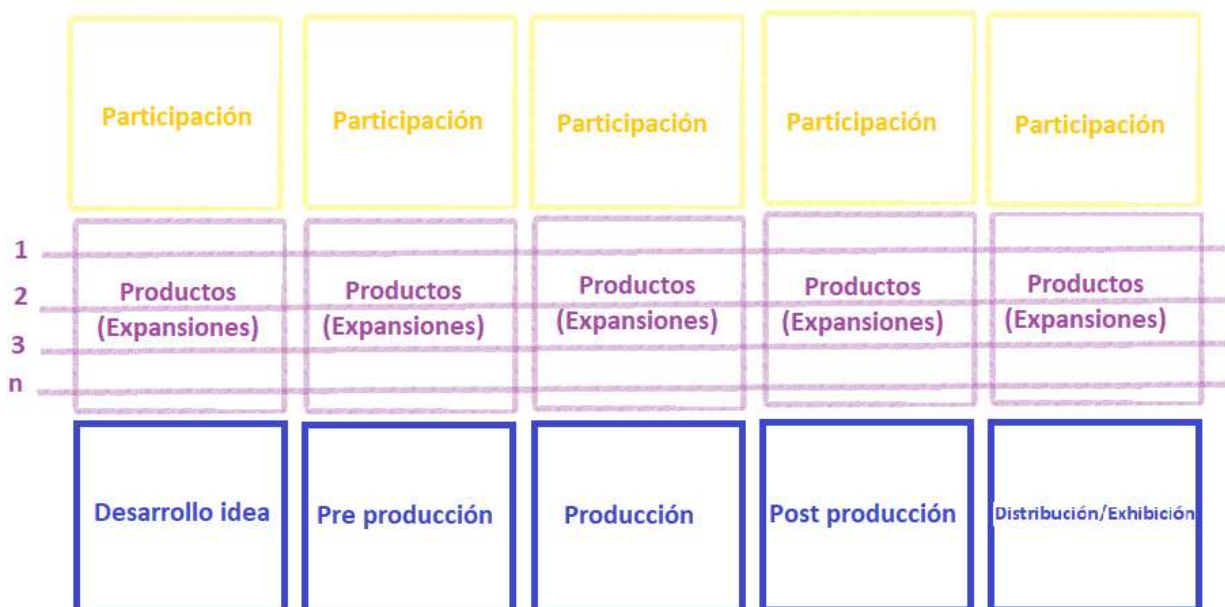 Participación
Participación
Participación
Participación
Participación
1
2
3
n
Productos
(Expansiones)
Productos
(Expansiones)
Productos
(Expansiones)
Productos
(Expansiones)
Productos
(Expansiones)
Desarrollo idea
Pre producción
Producción
Post producción
Distribución/Exhibición